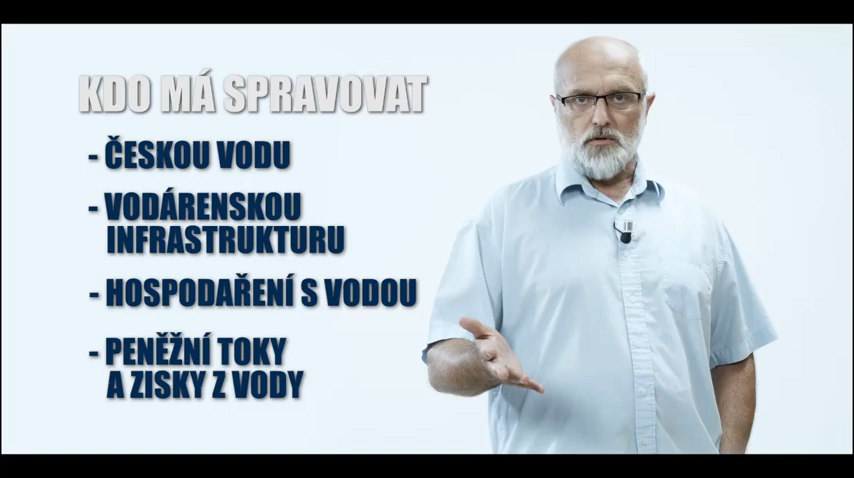 KDO MÁ SPRAVOVAT
- ČESKOU VODU
- VODÁRENSKOU
INFRASTRUKTURU
- HOSPODAŘENÍ S VODOU
- PENĚŽNÍ TOKY
A ZISKY Z VODY